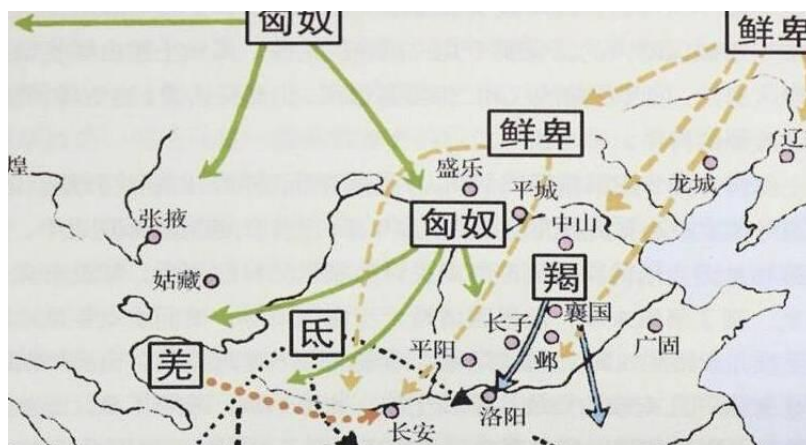 匈奴
鲜卑
鲜卑
盛乐
平城
龙城
辽
煌
张掖
匈奴
中山
姑藏
羯
氐
羌
长子
襄国
广固
平阳
邺
洛阳
长安